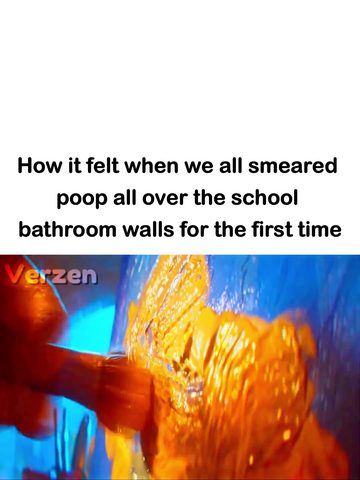 How it felt when we all smeared
poop all over the school
bathroom walls for the first time
Verzen